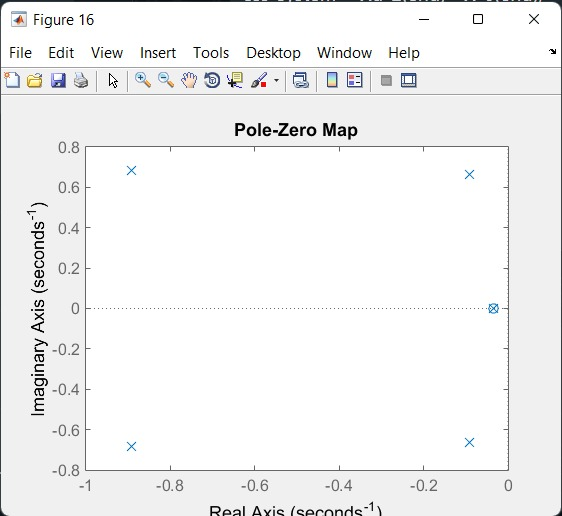 Figure 16
File Edit View Insert Tools Desktop Window Help
Pole-Zero Map
0.8
0.6
0.4
0.2
0
-0.2
-0.4
-0.6
-0.8
Imaginary Axis (seconds⁻¹)
-1 -0.8 -0.6 -0.4 -0.2 0
Real Axis (seconds⁻¹)